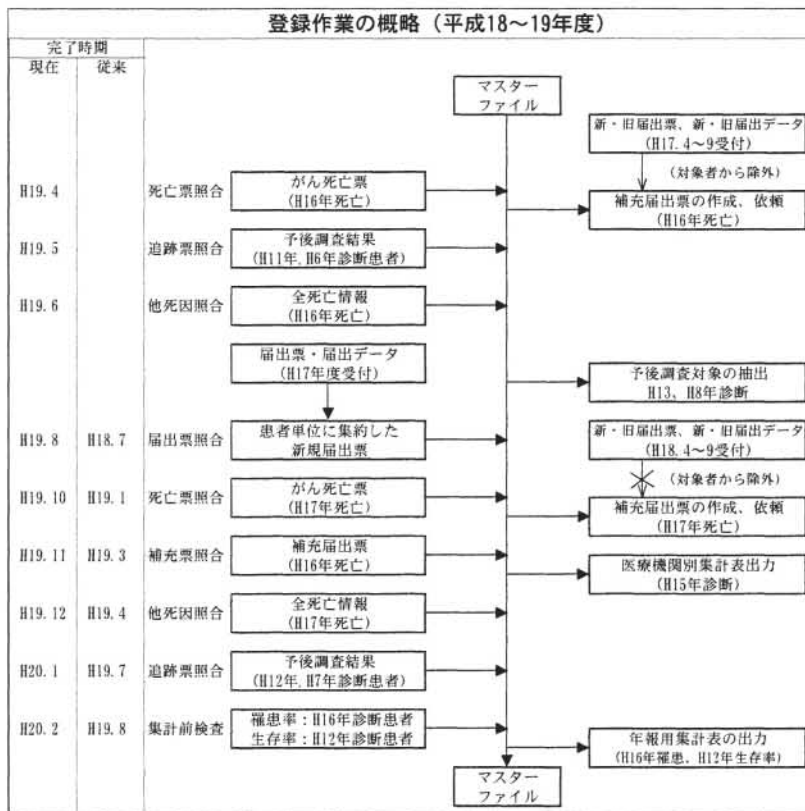 登録作業の概略（平成18～19年度）
完了時期
現在 従来
マスター
ファイル
新・旧届出票、新・旧届出データ
(H17.4～9受付)
(対象者から除外)
H19.4 死亡票照合 がん死亡票
(H16年死亡)
補充届出票の作成、依頼
(H16年死亡)
H19.5 追跡票照合 予後調査結果
(H11年,H6年診断患者)
H19.6 他死因照合 全死亡情報
(H16年死亡)
届出票・届出データ
(H17年度受付)
予後調査対象の抽出
H13、H8年診断
H19.8 H18.7 届出票照合 患者単位に集約した
新規届出票
新・旧届出票、新・旧届出データ
(H18.4～9受付)
(対象者から除外)
H19.10 H19.1 死亡票照合 がん死亡票
(H17年死亡)
補充届出票の作成、依頼
(H17年死亡)
H19.11 H19.3 補充票照合 補充届出票
(H16年死亡)
医療機関別集計表出力
(H15年診断)
H19.12 H19.4 他死因照合 全死亡情報
(H17年死亡)
H20.1 H19.7 追跡票照合 予後調査結果
(H12年,H7年診断患者)
H20.2 H19.8 集計前検査 罹患率：H16年診断患者
生存率：H12年診断患者
年報用集計表の出力
(H16年罹患、H12年生存率)
マスター
ファイル